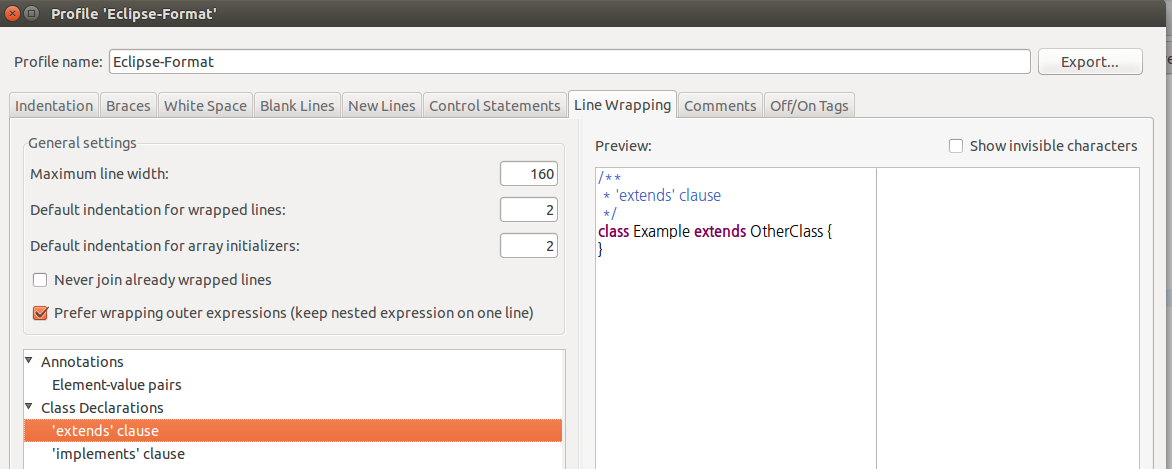 Profile 'Eclipse-Format'
Profile name: Eclipse-Format Export...
Indentation Braces White Space Blank Lines New Lines Control Statements Line Wrapping Comments Off/On Tags
General settings
Maximum line width: 160
Default indentation for wrapped lines: 2
Default indentation for array initializers: 2
Never join already wrapped lines
Prefer wrapping outer expressions (keep nested expression on one line)
Annotations
Element-value pairs
Class Declarations
'extends' clause
'implements' clause
Preview: Show invisible characters
/**
* 'extends' clause
*/
class Example extends OtherClass {
}